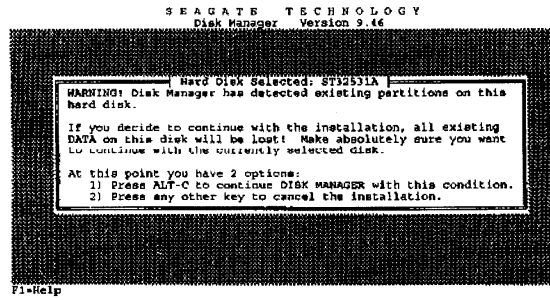 SEAGATE TECHNOLOGY
Disk Manager Version 9.46
Hard Disk Selected: ST32531A
WARNING! Disk Manager has detected existing partitions on this
hard disk.
If you decide to continue with the installation, all existing
DATA on this disk will be lost! Make absolutely sure you want
to continue with the currently selected disk.
At this point you have 2 options:
1) Press ALT-C to continue DISK MANAGER with this condition.
2) Press any other key to cancel the installation.
F1=Help